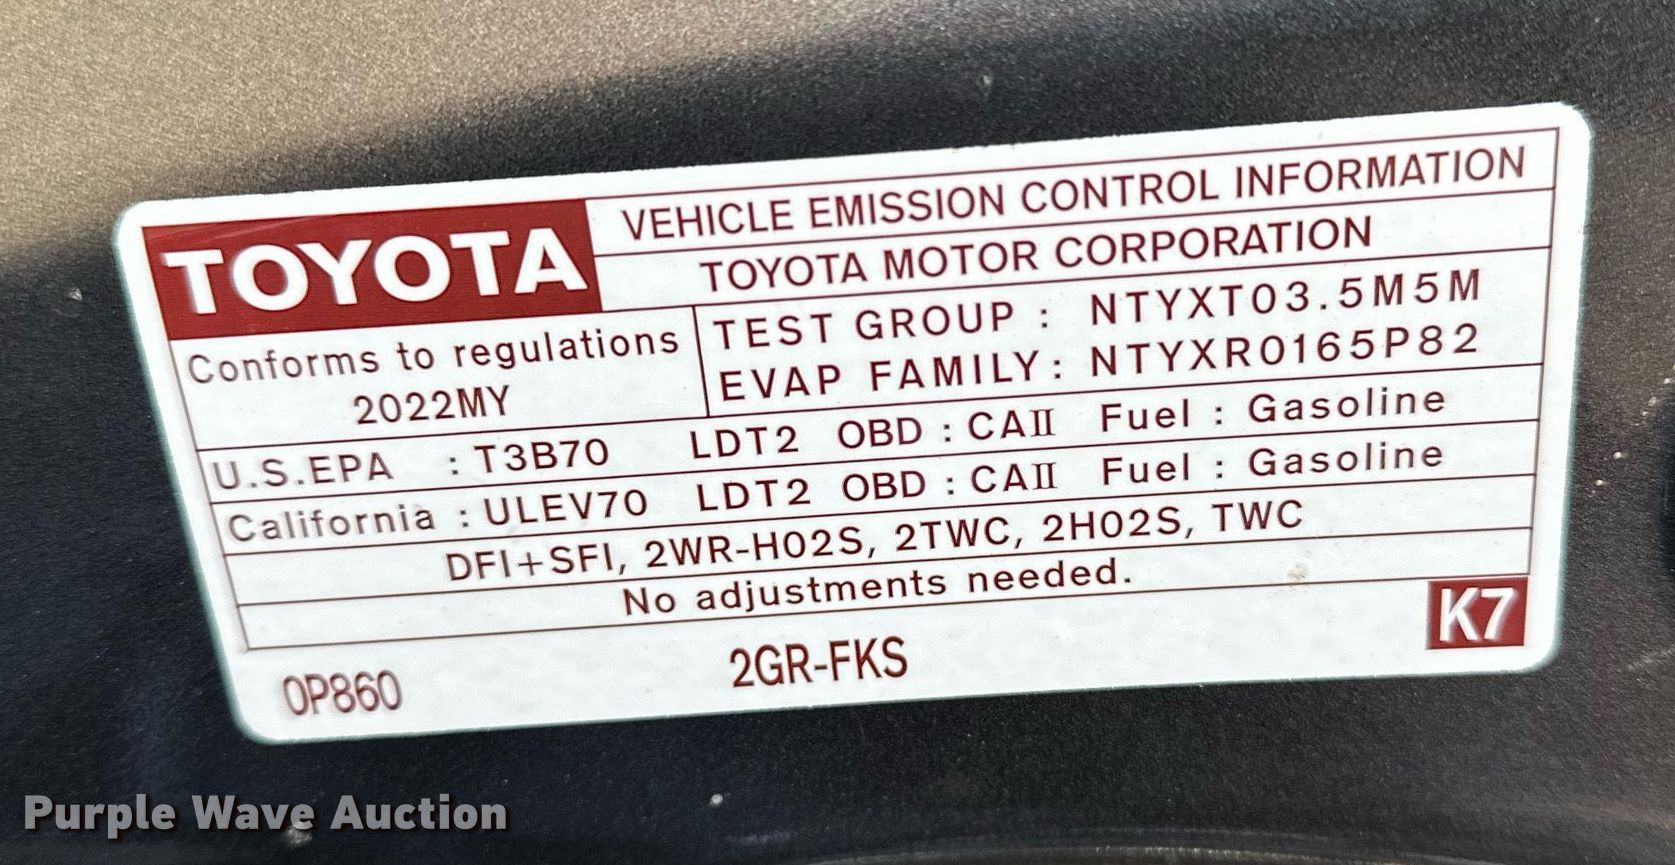 TOYOTA
VEHICLE EMISSION CONTROL INFORMATION
TOYOTA MOTOR CORPORATION
Conforms to regulations
2022MY
TEST GROUP : NTYXT03.5M5M
EVAP FAMILY: NTYXR0165P82
U.S.EPA : T3B70 LDT2 OBD : CAII Fuel : Gasoline
California : ULEV70 LDT2 OBD : CAII Fuel : Gasoline
DFI+SFI, 2WR-HO2S, 2TWC, 2HO2S, TWC
No adjustments needed.
0P860
2GR-FKS
K7
Purple Wave Auction